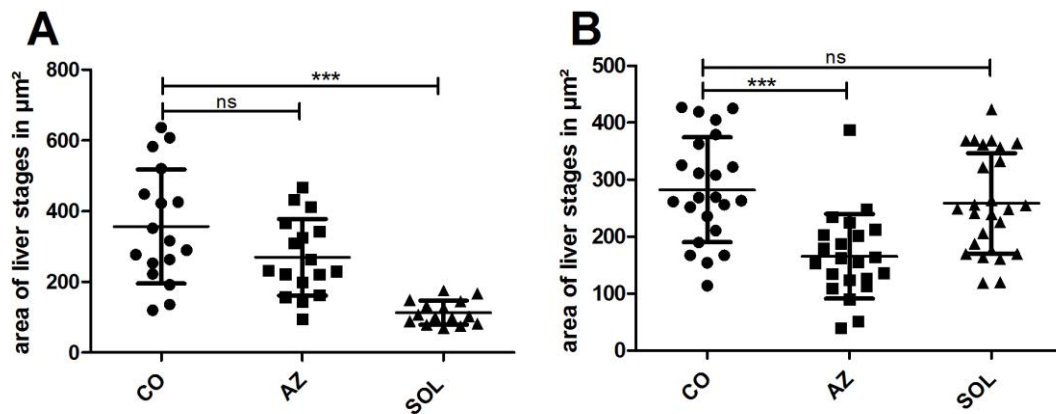 A
area of liver stages in µm²
800
600
400
200
0
***
ns
CO
AZ
SOL
B
area of liver stages in µm²
500
400
300
200
100
0
ns
***
CO
AZ
SOL